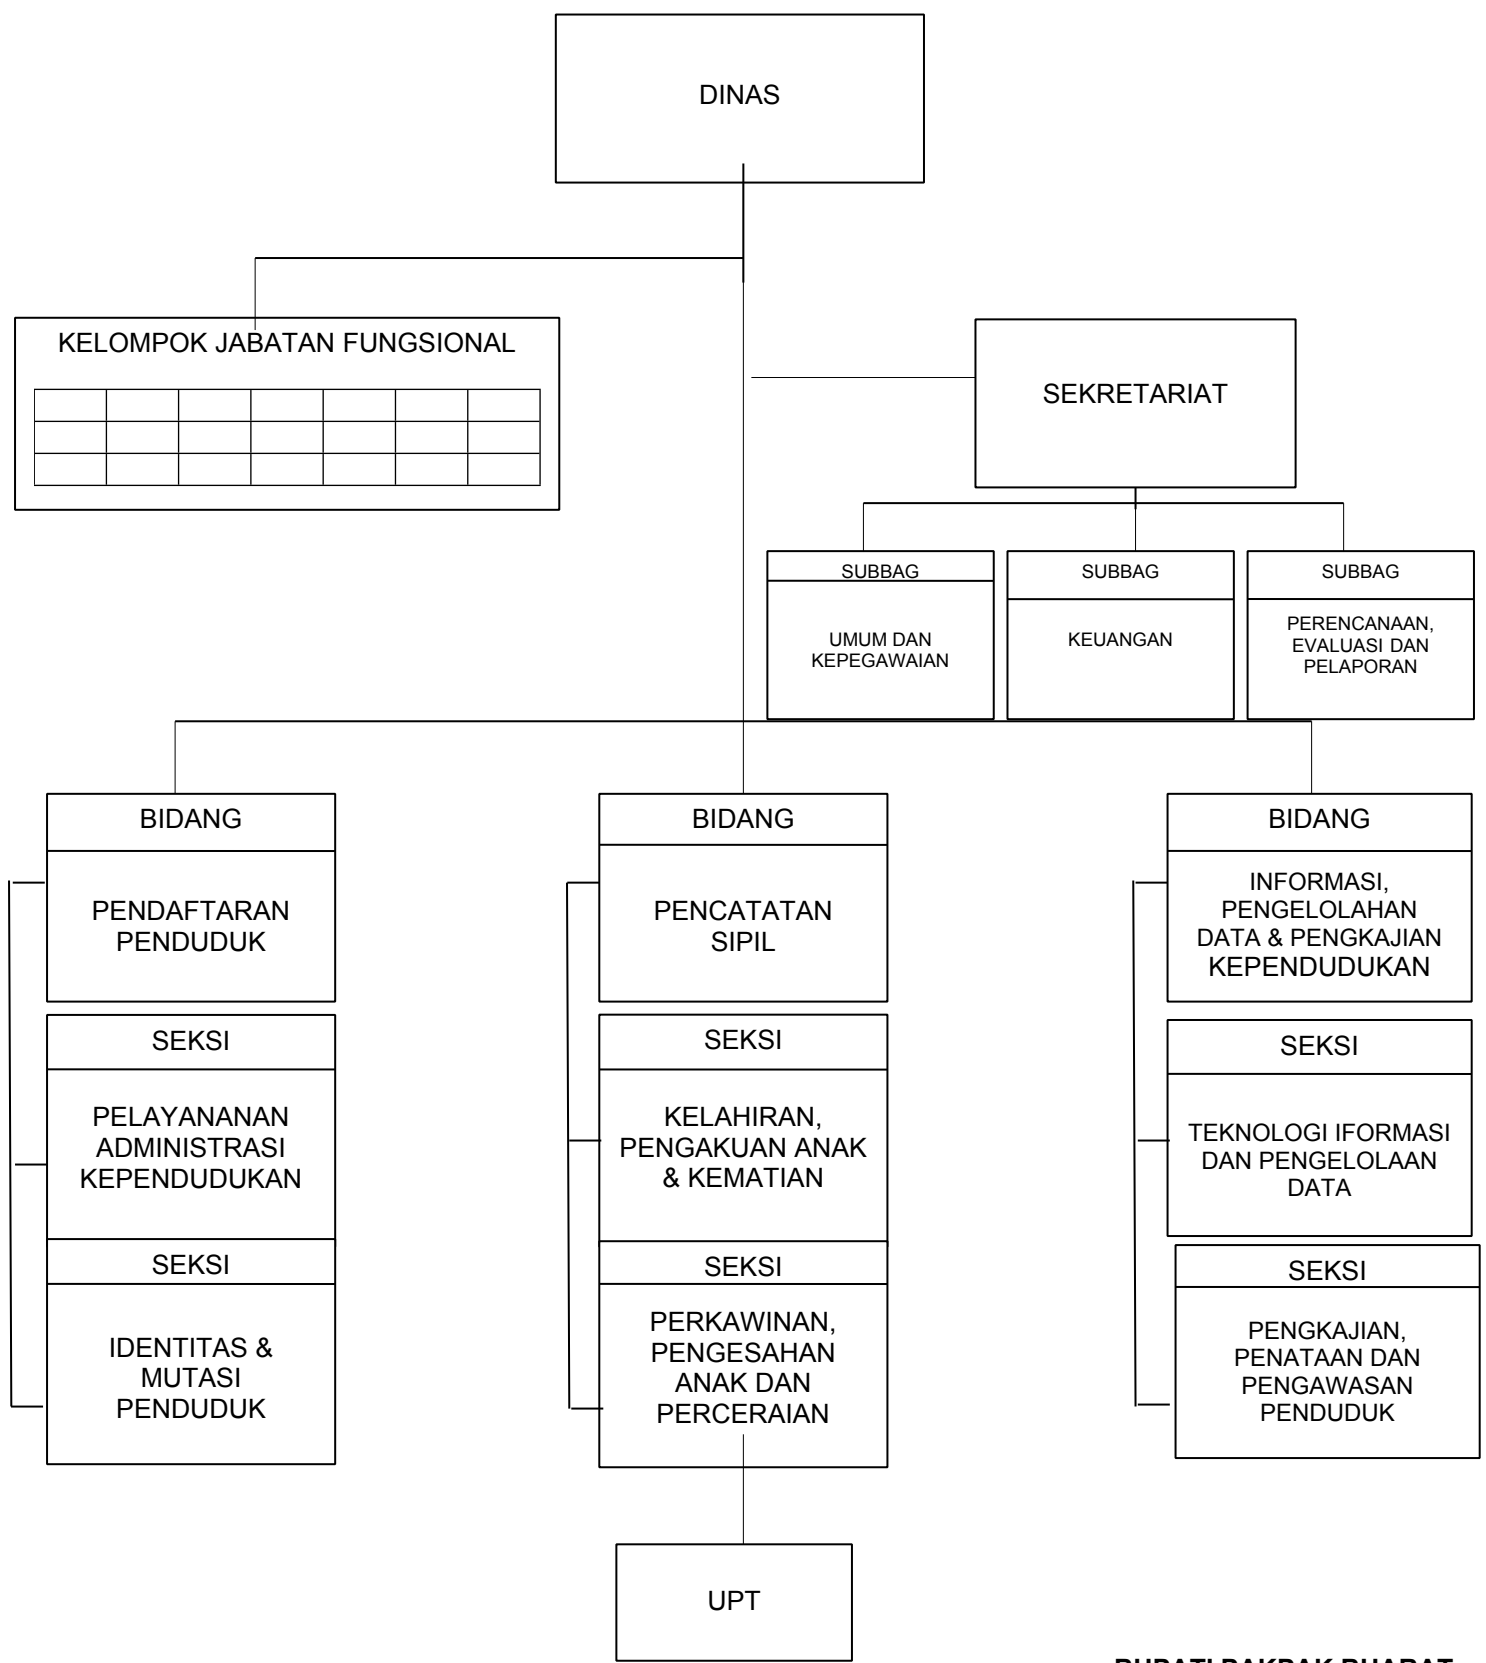 DINAS
KELOMPOK JABATAN FUNGSIONAL
SEKRETARIAT
SUBBAG
UMUM DAN
KEPEGAWAIAN
SUBBAG
KEUANGAN
SUBBAG
PERENCANAAN,
EVALUASI DAN
PELAPORAN
BIDANG
PENDAFTARAN
PENDUDUK
SEKSI
PELAYANANAN
ADMINISTRASI
KEPENDUDUKAN
SEKSI
IDENTITAS &
MUTASI
PENDUDUK
BIDANG
PENCATATAN
SIPIL
SEKSI
KELAHIRAN,
PENGAKUAN ANAK
& KEMATIAN
SEKSI
PERKAWINAN,
PENGESAHAN
ANAK DAN
PERCERAIAN
BIDANG
INFORMASI,
PENGELOLAHAN
DATA & PENGKAJIAN
KEPENDUDUKAN
SEKSI
TEKNOLOGI IFORMASI
DAN PENGELOLAAN
DATA
SEKSI
PENGKAJIAN,
PENATAAN DAN
PENGAWASAN
PENDUDUK
UPT
BUPATI PAKPAK BHARAT